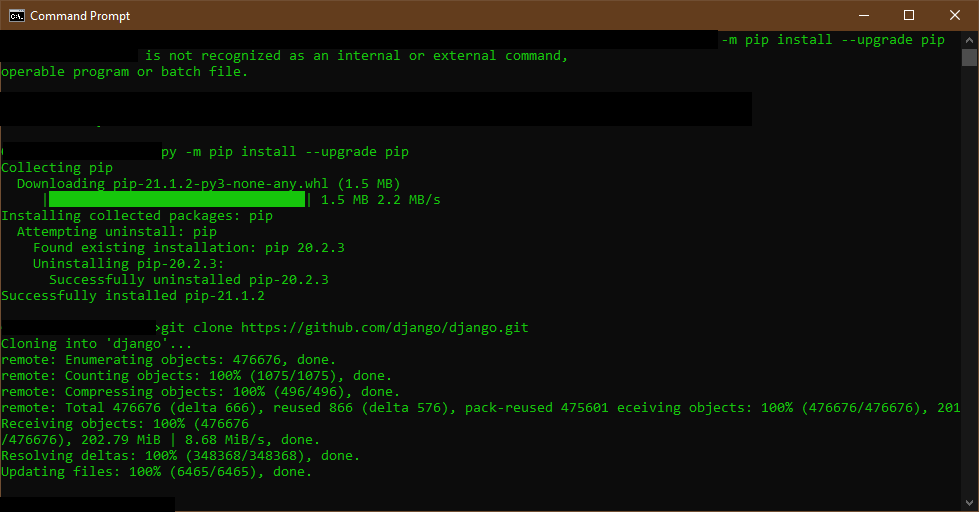 Command Prompt
-m pip install --upgrade pip
is not recognized as an internal or external command,
operable program or batch file.
py -m pip install --upgrade pip
Collecting pip
Downloading pip-21.1.2-py3-none-any.whl (1.5 MB)
| | 1.5 MB 2.2 MB/s
Installing collected packages: pip
Attempting uninstall: pip
Found existing installation: pip 20.2.3
Uninstalling pip-20.2.3:
Successfully uninstalled pip-20.2.3
Successfully installed pip-21.1.2
>git clone https://github.com/django/django.git
Cloning into 'django'...
remote: Enumerating objects: 476676, done.
remote: Counting objects: 100% (1075/1075), done.
remote: Compressing objects: 100% (496/496), done.
remote: Total 476676 (delta 666), reused 866 (delta 576), pack-reused 475601 eceiving objects: 100% (476676/476676), 201
Receiving objects: 100% (476676
/476676), 202.79 MiB | 8.68 MiB/s, done.
Resolving deltas: 100% (348368/348368), done.
Updating files: 100% (6465/6465), done.